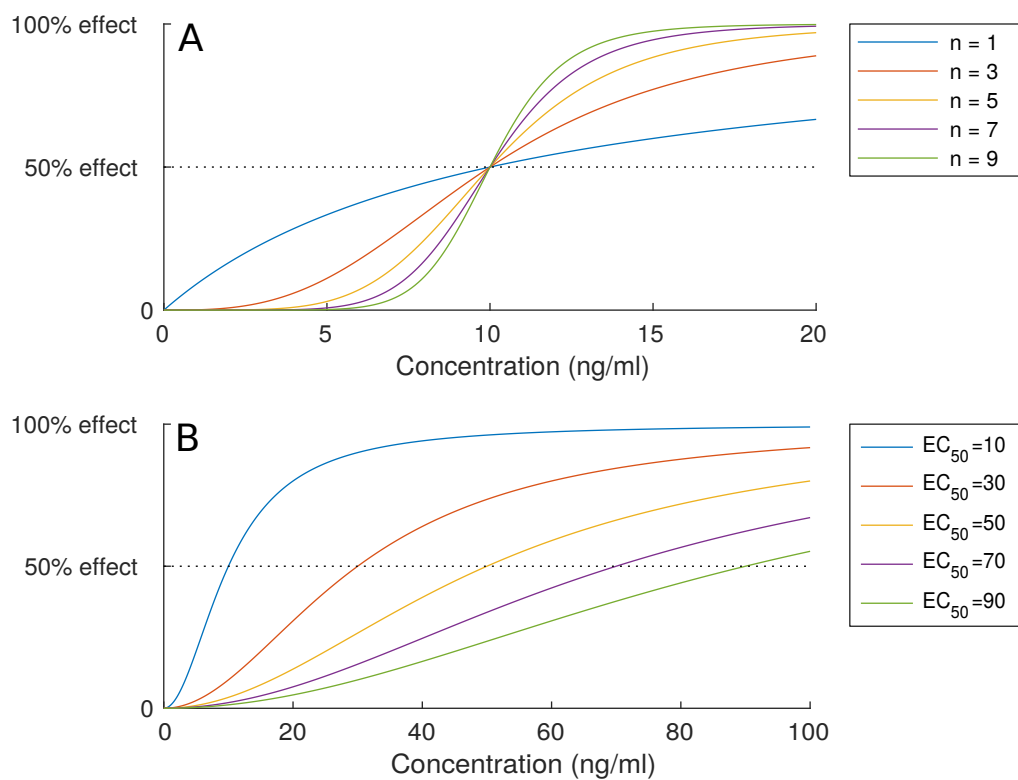 100% effect
A
50% effect
0
0
5
10
15
20
Concentration (ng/ml)
n = 1
n = 3
n = 5
n = 7
n = 9
100% effect
B
50% effect
0
0
20
40
60
80
100
Concentration (ng/ml)
EC50=10
EC50=30
EC50=50
EC50=70
EC50=90